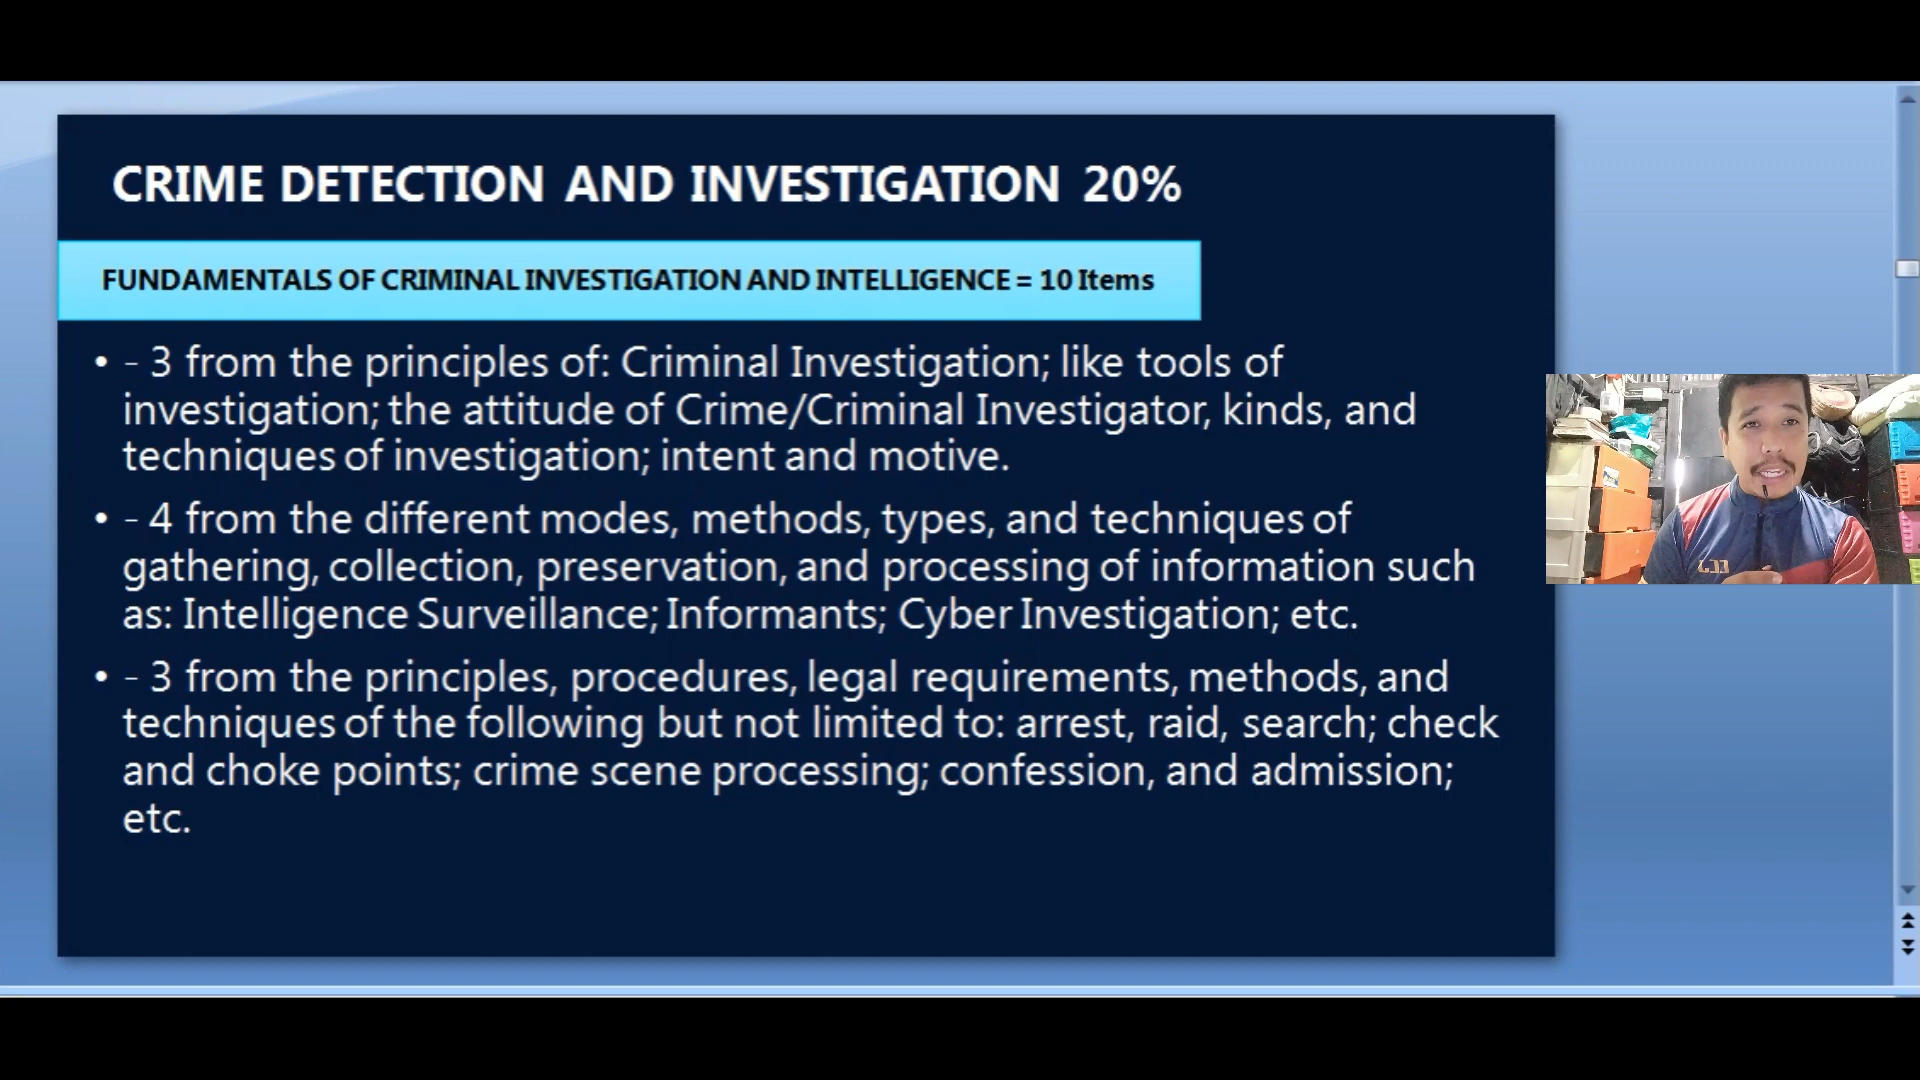 CRIME DETECTION AND INVESTIGATION 20%
FUNDAMENTALS OF CRIMINAL INVESTIGATION AND INTELLIGENCE = 10 Items
• - 3 from the principles of: Criminal Investigation; like tools of
investigation; the attitude of Crime/Criminal Investigator, kinds, and
techniques of investigation; intent and motive.
• - 4 from the different modes, methods, types, and techniques of
gathering, collection, preservation, and processing of information such
as: Intelligence Surveillance; Informants; Cyber Investigation; etc.
• - 3 from the principles, procedures, legal requirements, methods, and
techniques of the following but not limited to: arrest, raid, search; check
and choke points; crime scene processing; confession, and admission;
etc.